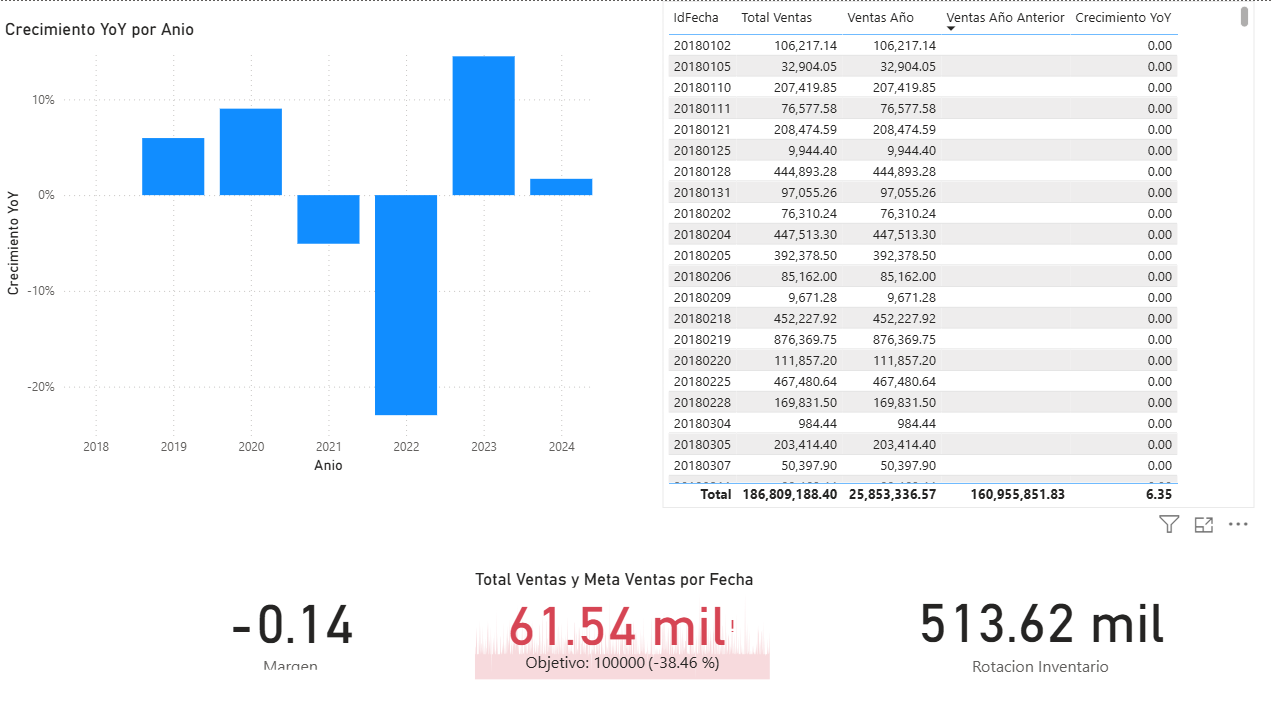 Crecimiento YoY por Anio
Crecimiento YoY
10%
0%
-10%
-20%
2018 2019 2020 2021 2022 2023 2024
Anio
IdFecha Total Ventas Ventas Año Ventas Año Anterior Crecimiento YoY
20180102 106,217.14 106,217.14 0.00
20180105 32,904.05 32,904.05 0.00
20180110 207,419.85 207,419.85 0.00
20180111 76,577.58 76,577.58 0.00
20180121 208,474.59 208,474.59 0.00
20180125 9,944.40 9,944.40 0.00
20180128 444,893.28 444,893.28 0.00
20180131 97,055.26 97,055.26 0.00
20180202 76,310.24 76,310.24 0.00
20180204 447,513.30 447,513.30 0.00
20180205 392,378.50 392,378.50 0.00
20180206 85,162.00 85,162.00 0.00
20180209 9,671.28 9,671.28 0.00
20180218 452,227.92 452,227.92 0.00
20180219 876,369.75 876,369.75 0.00
20180220 111,857.20 111,857.20 0.00
20180225 467,480.64 467,480.64 0.00
20180228 169,831.50 169,831.50 0.00
20180304 984.44 984.44 0.00
20180305 203,414.40 203,414.40 0.00
20180307 50,397.90 50,397.90 0.00
Total 186,809,188.40 25,853,336.57 160,955,851.83 6.35
-0.14
Margen
Total Ventas y Meta Ventas por Fecha
61.54 mil!
Objetivo: 100000 (-38.46 %)
513.62 mil
Rotacion Inventario